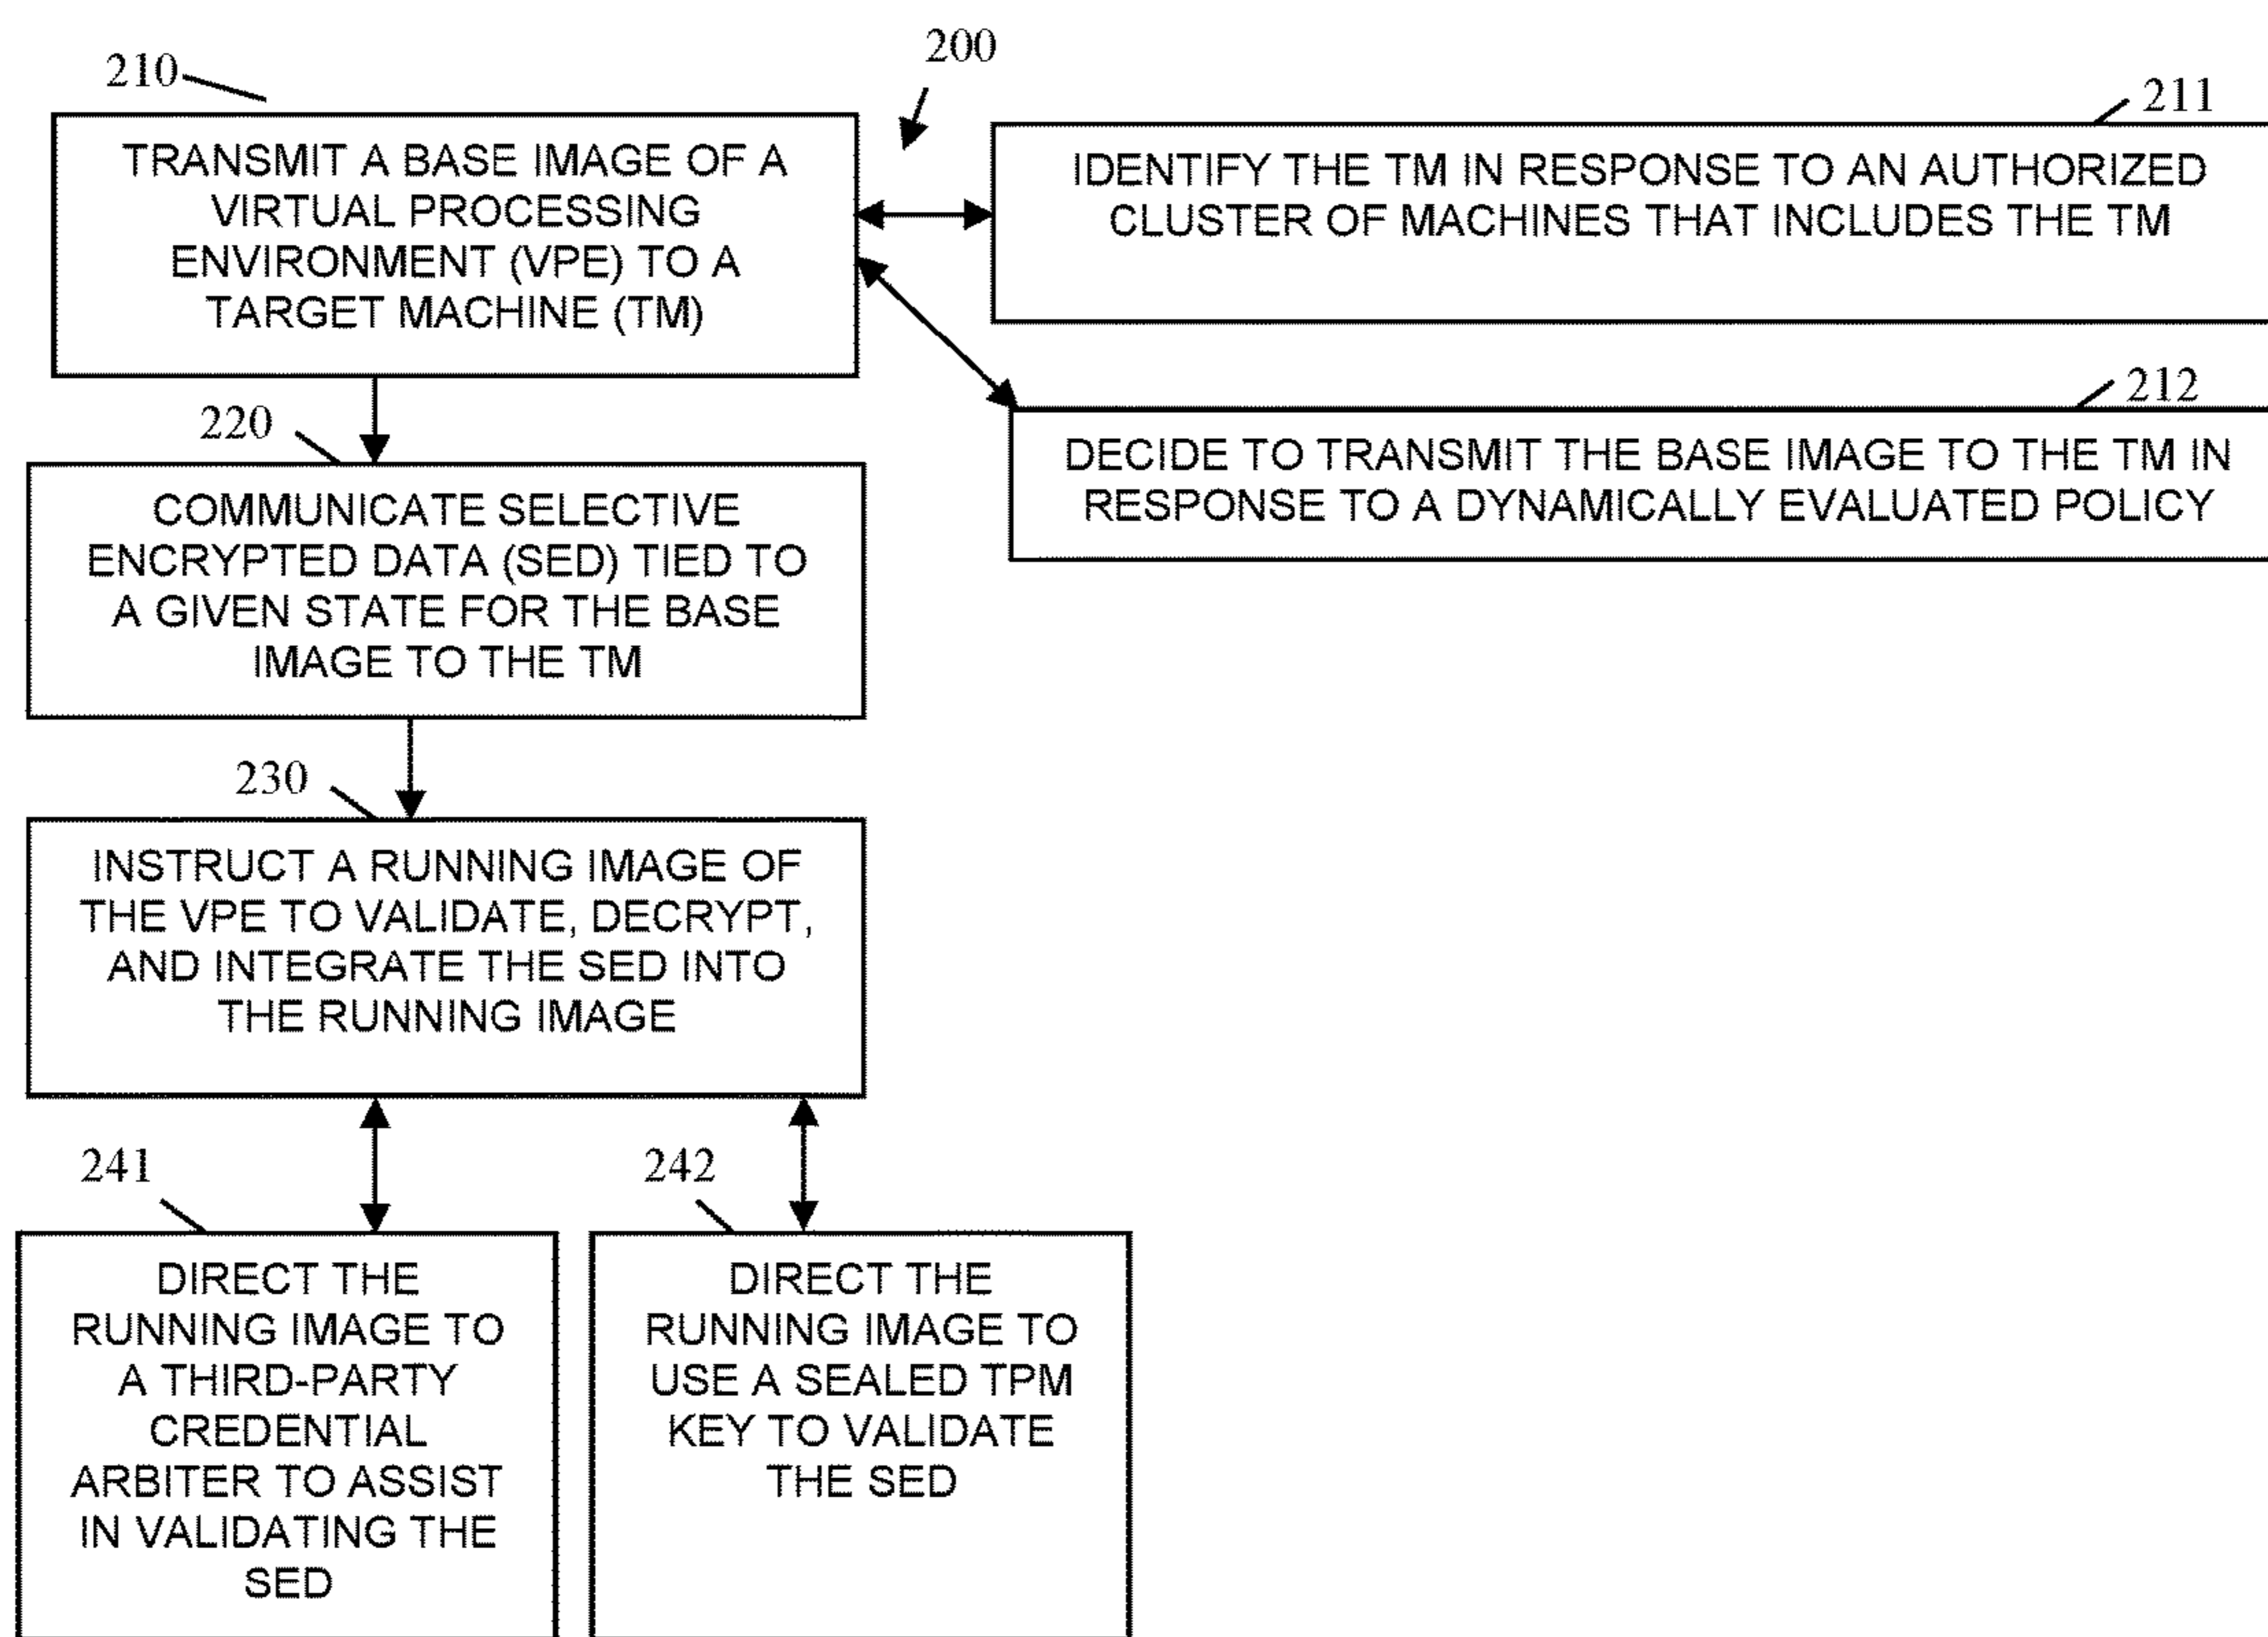 200
210
TRANSMIT A BASE IMAGE OF A
VIRTUAL PROCESSING
ENVIRONMENT (VPE) TO A
TARGET MACHINE (TM)
211
IDENTIFY THE TM IN RESPONSE TO AN AUTHORIZED
CLUSTER OF MACHINES THAT INCLUDES THE TM
212
DECIDE TO TRANSMIT THE BASE IMAGE TO THE TM IN
RESPONSE TO A DYNAMICALLY EVALUATED POLICY
220
COMMUNICATE SELECTIVE
ENCRYPTED DATA (SED) TIED TO
A GIVEN STATE FOR THE BASE
IMAGE TO THE TM
230
INSTRUCT A RUNNING IMAGE OF
THE VPE TO VALIDATE, DECRYPT,
AND INTEGRATE THE SED INTO
THE RUNNING IMAGE
241
DIRECT THE
RUNNING IMAGE TO
A THIRD-PARTY
CREDENTIAL
ARBITER TO ASSIST
IN VALIDATING THE
SED
242
DIRECT THE
RUNNING IMAGE TO
USE A SEALED TPM
KEY TO VALIDATE
THE SED